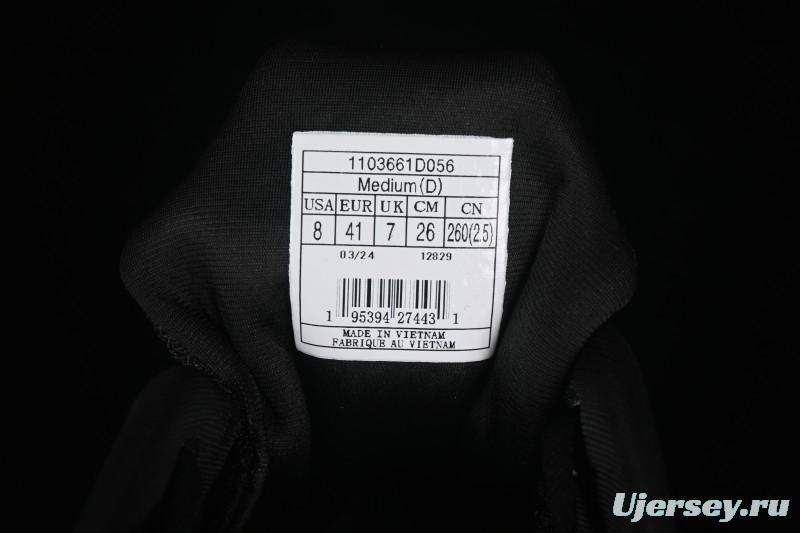 1103661D056
Medium(D)
USA EUR UK CM CN
8 41 7 26 260(2.5)
03/24 12829
1 95394 27443 1
MADE IN VIETNAM
FABRIQUE AU VIETNAM
Ujersey.ru